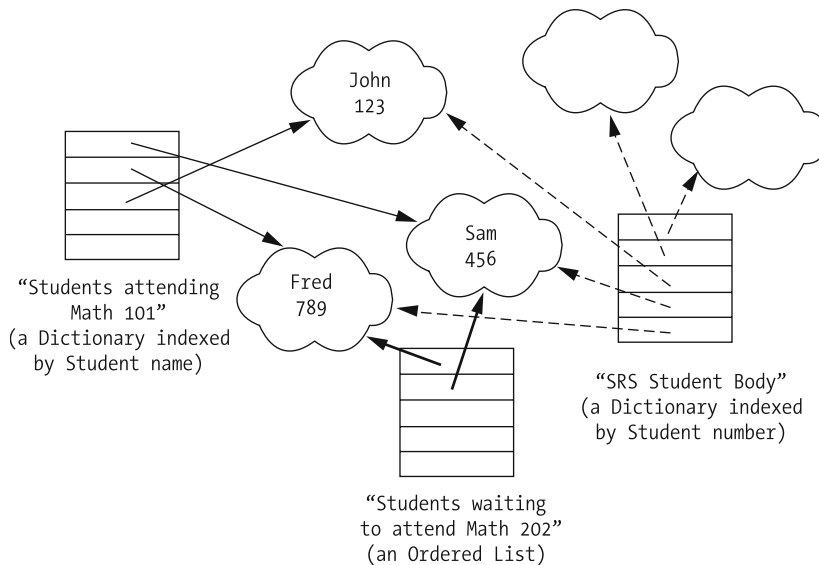 John
123
Sam
456
Fred
789
“Students attending
Math 101”
(a Dictionary indexed
by Student name)
“SRS Student Body”
(a Dictionary indexed
by Student number)
“Students waiting
to attend Math 202”
(an Ordered List)